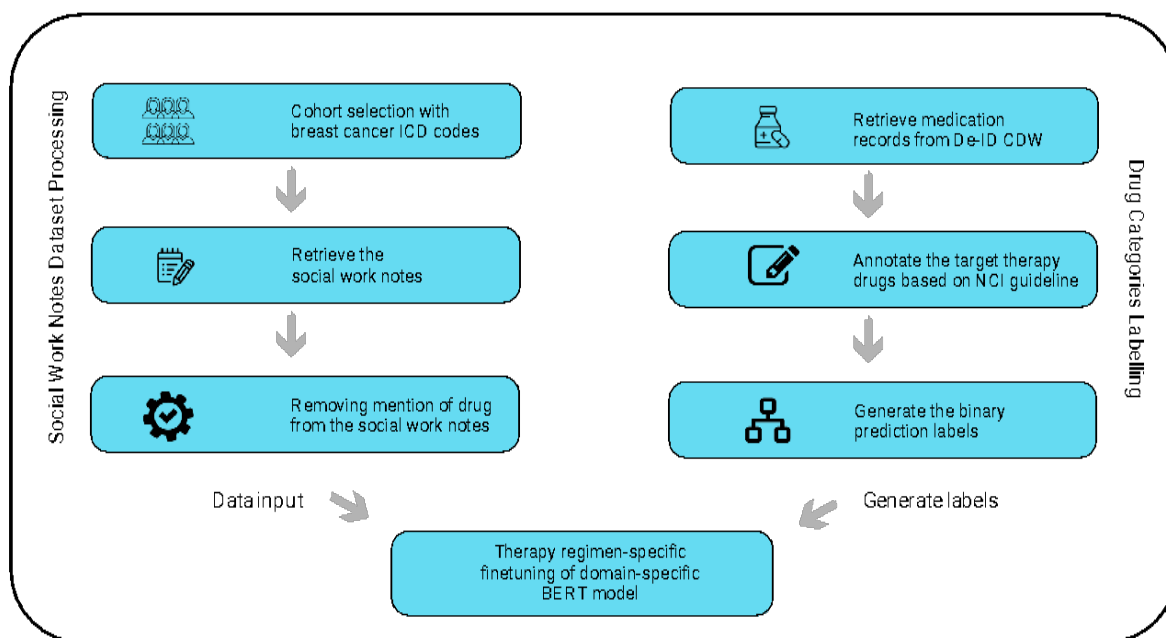 Social Work Notes Dataset Processing
Cohort selection with
breast cancer ICD codes
Retrieve the
social work notes
Removing mention of drug
from the social work notes
Data input
Retrieve medication
records from De-ID CDW
Annotate the target therapy
drugs based on NCI guideline
Generate the binary
prediction labels
Generate labels
Drug Categories Labelling
Therapy regimen-specific
finetuning of domain-specific
BERT model